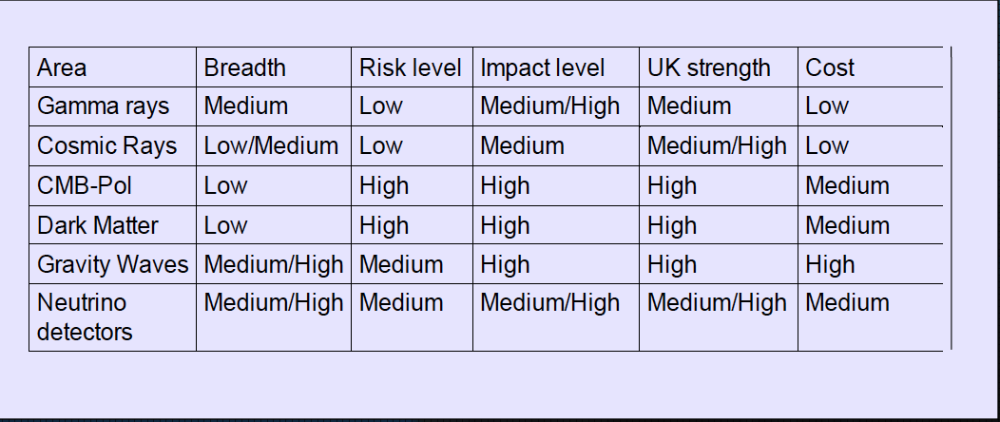 Area Breadth Risk level Impact level UK strength Cost
Gamma rays Medium Low Medium/High Medium Low
Cosmic Rays Low/Medium Low Medium Medium/High Low
CMB-Pol Low High High High Medium
Dark Matter Low High High High Medium
Gravity Waves Medium/High Medium High High High
Neutrino Medium/High Medium Medium/High Medium/High Medium
detectors